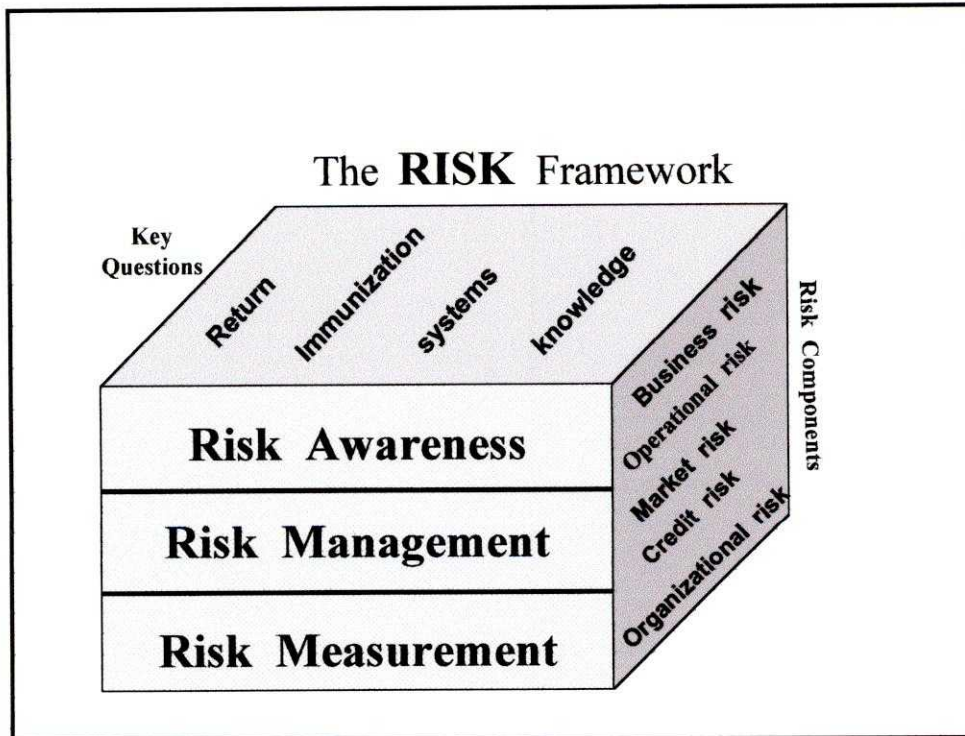 The RISK Framework
Key
Questions
Return
Immunization
systems
knowledge
Risk Awareness
Risk Management
Risk Measurement
Business risk
Operational risk
Market risk
Credit risk
Organizational risk
Risk Components